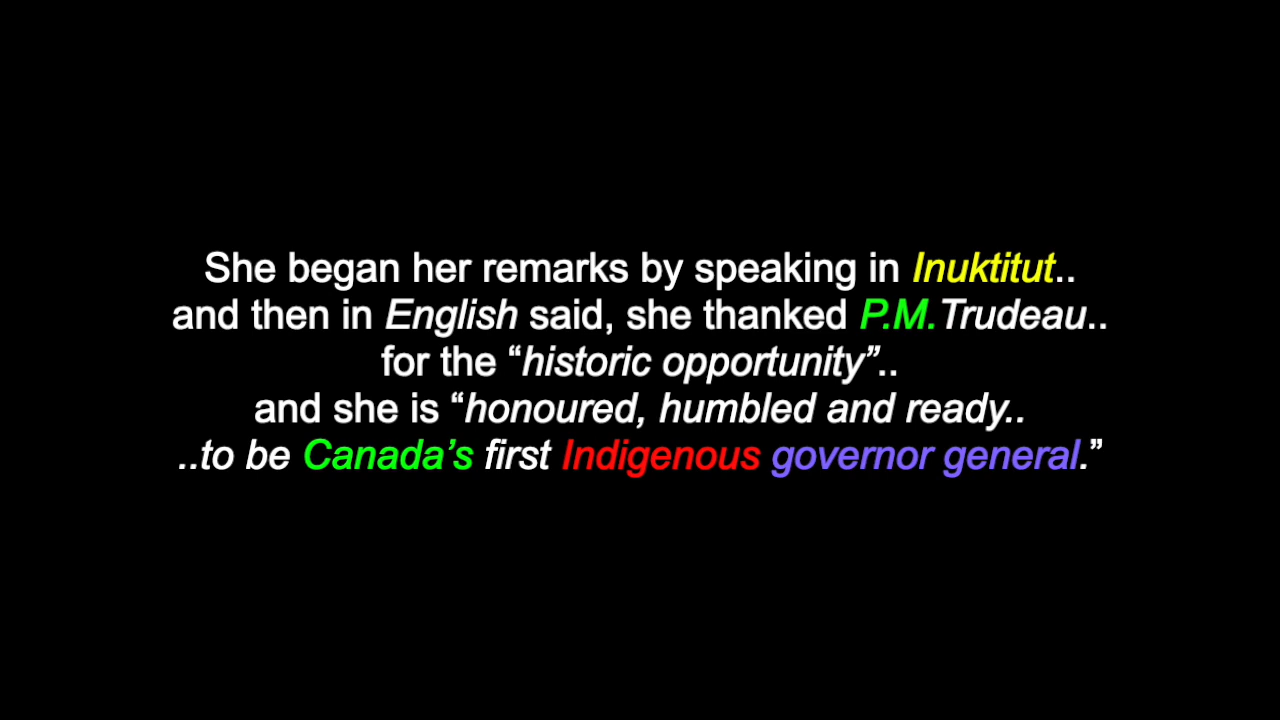 She began her remarks by speaking in Inuktitut..
and then in English said, she thanked P.M.Trudeau..
for the “historic opportunity”..
and she is “honoured, humbled and ready..
..to be Canada’s first Indigenous governor general.”